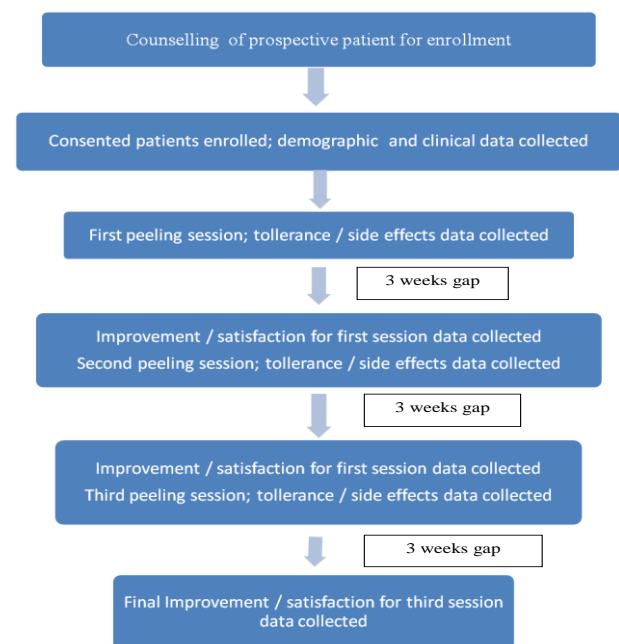 Counselling of prospective patient for enrollment
Consented patients enrolled; demographic and clinical data collected
First peeling session; tollerance / side effects data collected
3 weeks gap
Improvement / satisfaction for first session data collected
Second peeling session; tollerance / side effects data collected
3 weeks gap
Improvement / satisfaction for first session data collected
Third peeling session; tollerance / side effects data collected
3 weeks gap
Final Improvement / satisfaction for third session
data collected